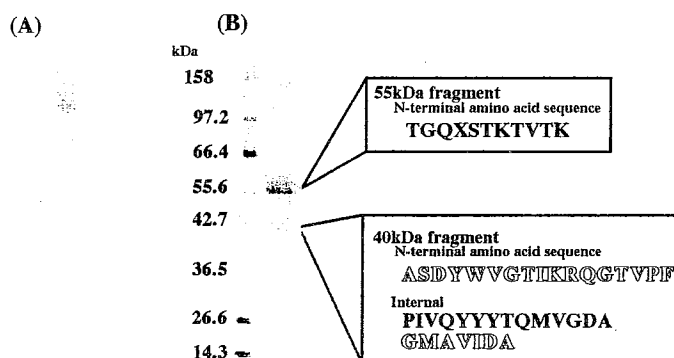 (A)
(B)
kDa
158
97.2
66.4
55.6
42.7
36.5
26.6
14.3
55kDa fragment
N-terminal amino acid sequence
TGQXSTKTVTK
40kDa fragment
N-terminal amino acid sequence
ASDYWVGTIKRQGTVPF
Internal
PIVQYYYTQMVGDA
GMAVIDA